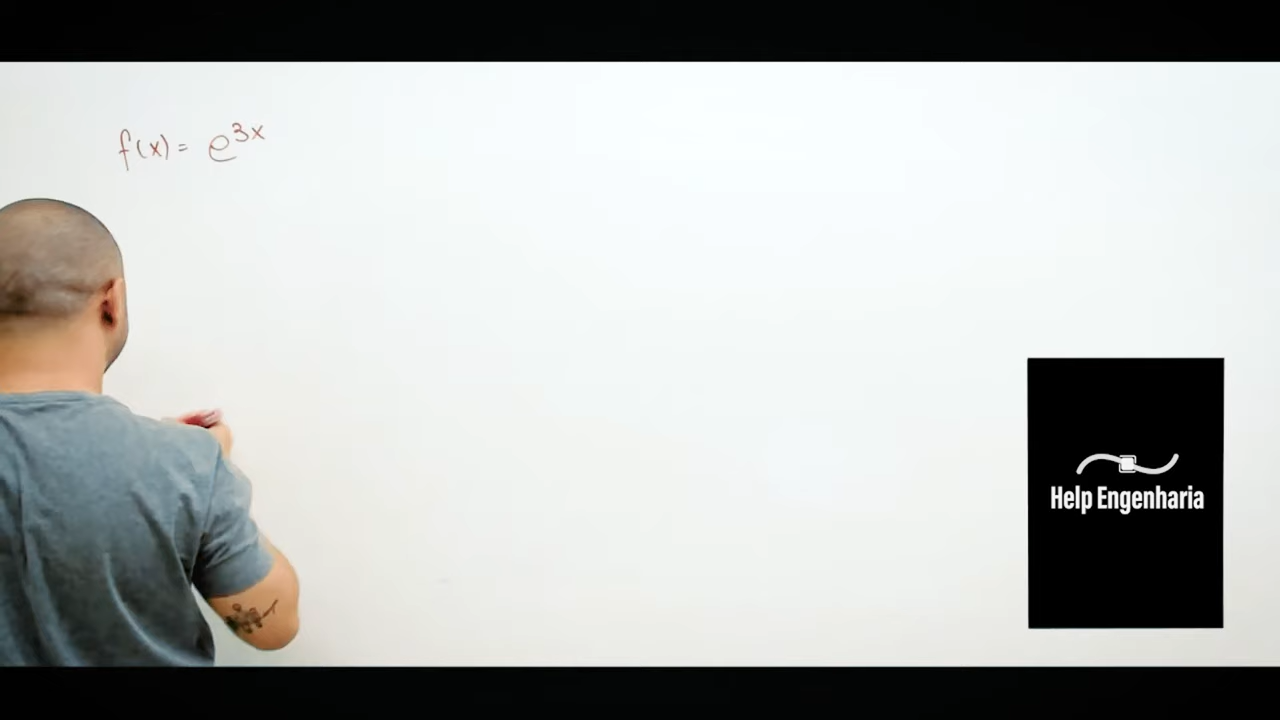 f(x) = e^3x
Help Engenharia